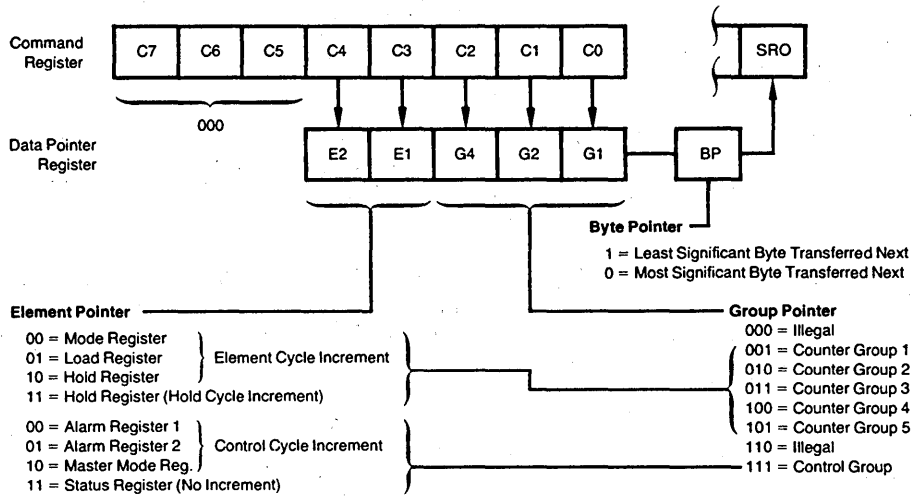 Command
Register
C7 C6 C5 C4 C3 C2 C1 C0
SRO
000
Data Pointer
Register
E2 E1 G4 G2 G1
BP
Byte Pointer
1 = Least Significant Byte Transferred Next
0 = Most Significant Byte Transferred Next
Element Pointer
00 = Mode Register
01 = Load Register
10 = Hold Register
Element Cycle Increment
11 = Hold Register (Hold Cycle Increment)
00 = Alarm Register 1
01 = Alarm Register 2
10 = Master Mode Reg.
Control Cycle Increment
11 = Status Register (No Increment)
Group Pointer
000 = Illegal
001 = Counter Group 1
010 = Counter Group 2
011 = Counter Group 3
100 = Counter Group 4
101 = Counter Group 5
110 = Illegal
111 = Control Group